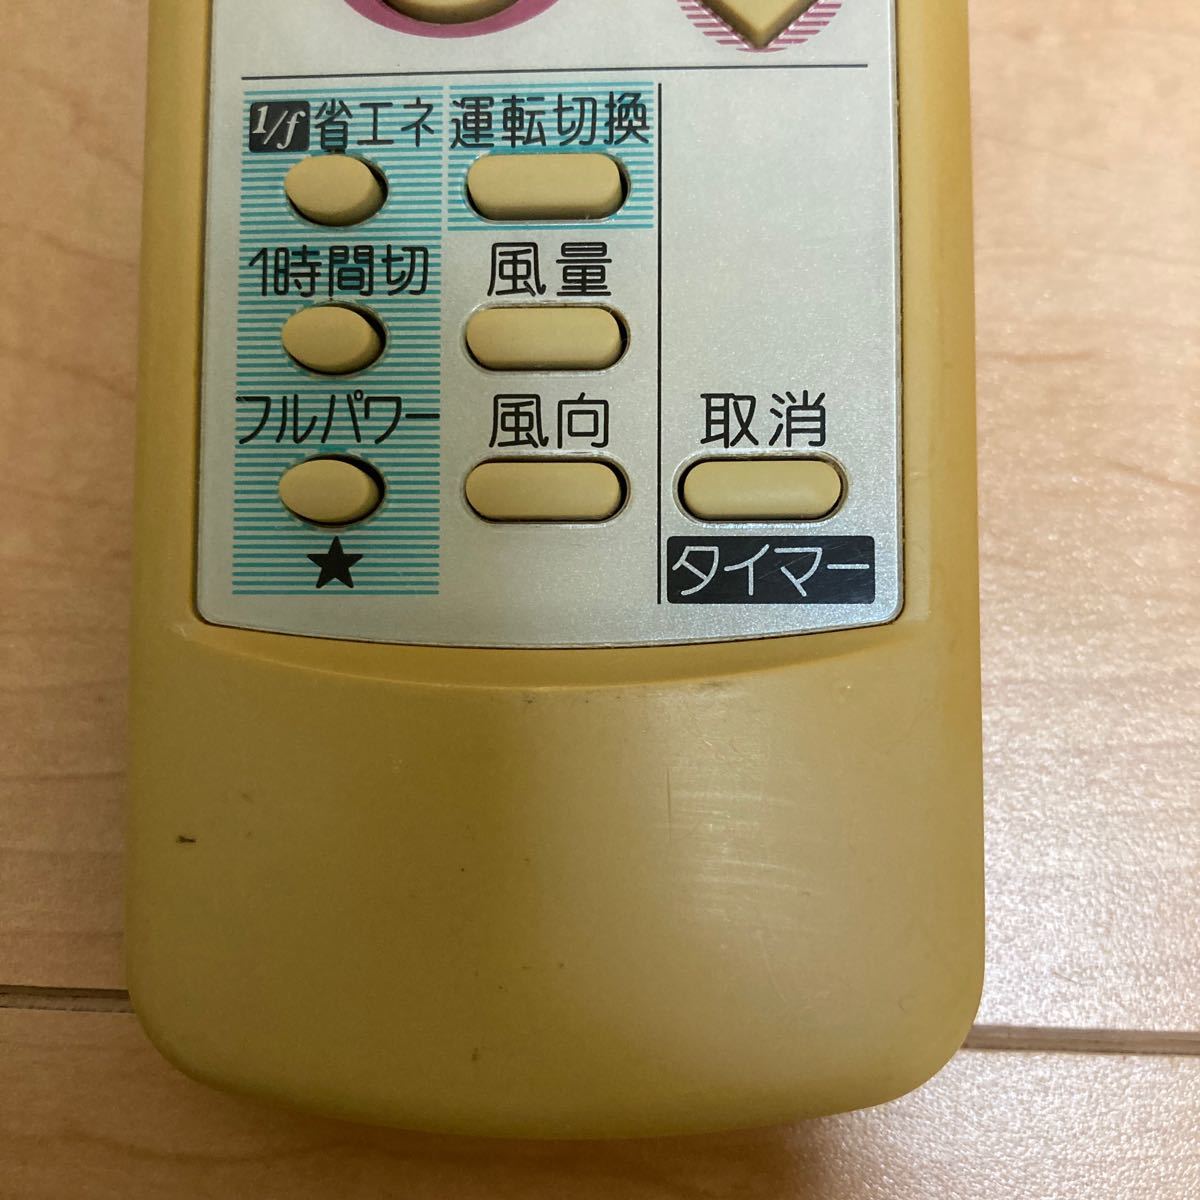 1/f 省エネ 運転切換
1時間切 風量
フルパワー 風向 取消
★ タイマー